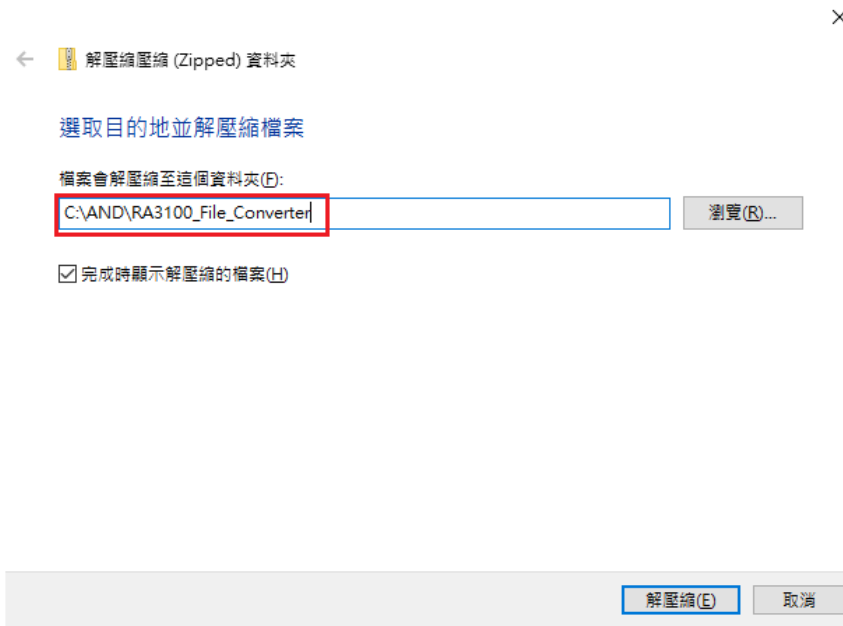 解壓縮壓縮 (Zipped) 資料夾
選取目的地並解壓縮檔案
檔案會解壓縮至這個資料夾(F):
C:\AND\RA3100_File_Converter
瀏覽(R)...
完成時顯示解壓縮的檔案(H)
解壓縮(E) 取消